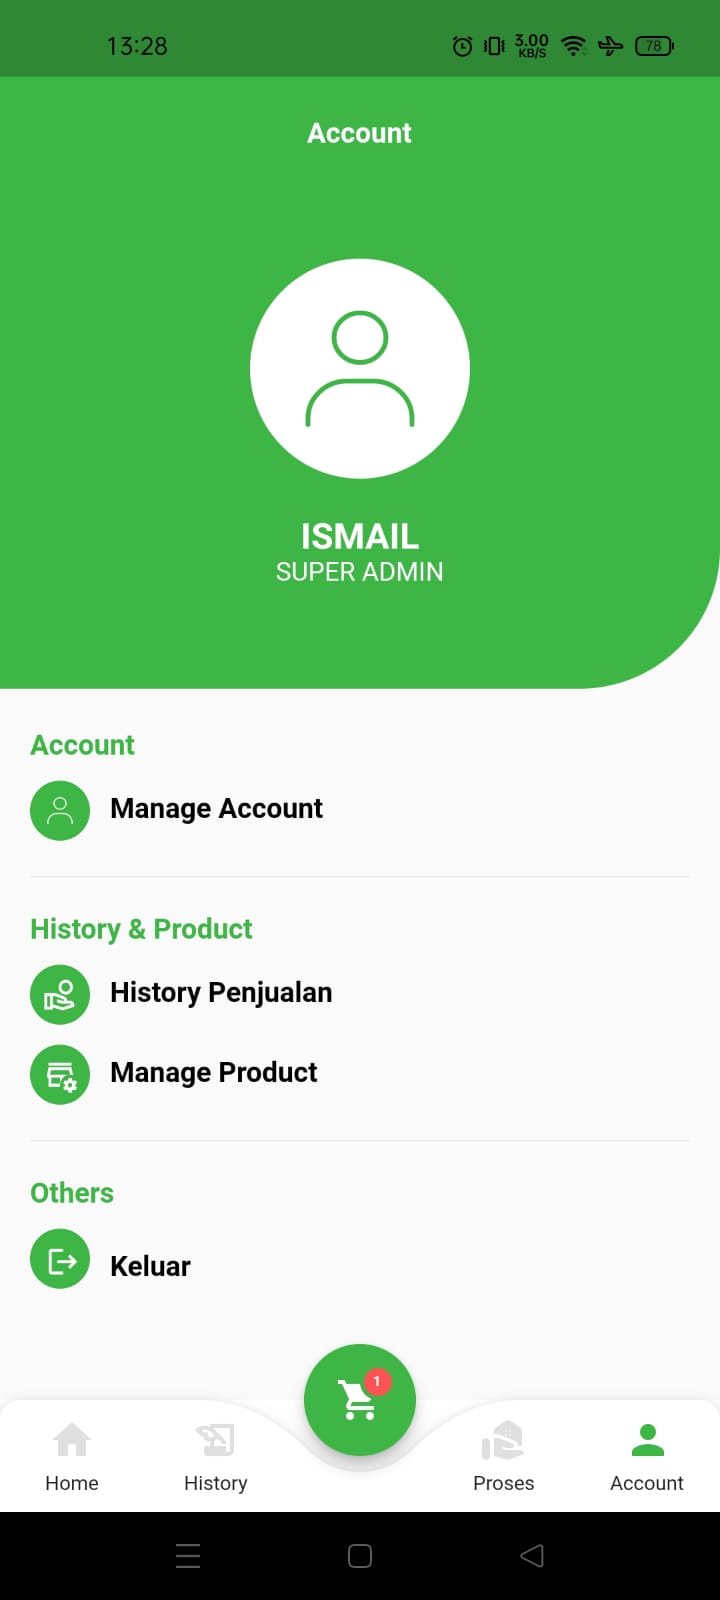 13:28
3.00
KB/S
78
Account
ISMAIL
SUPER ADMIN
Account
Manage Account
History & Product
History Penjualan
Manage Product
Others
Keluar
1
Home
History
Proses
Account